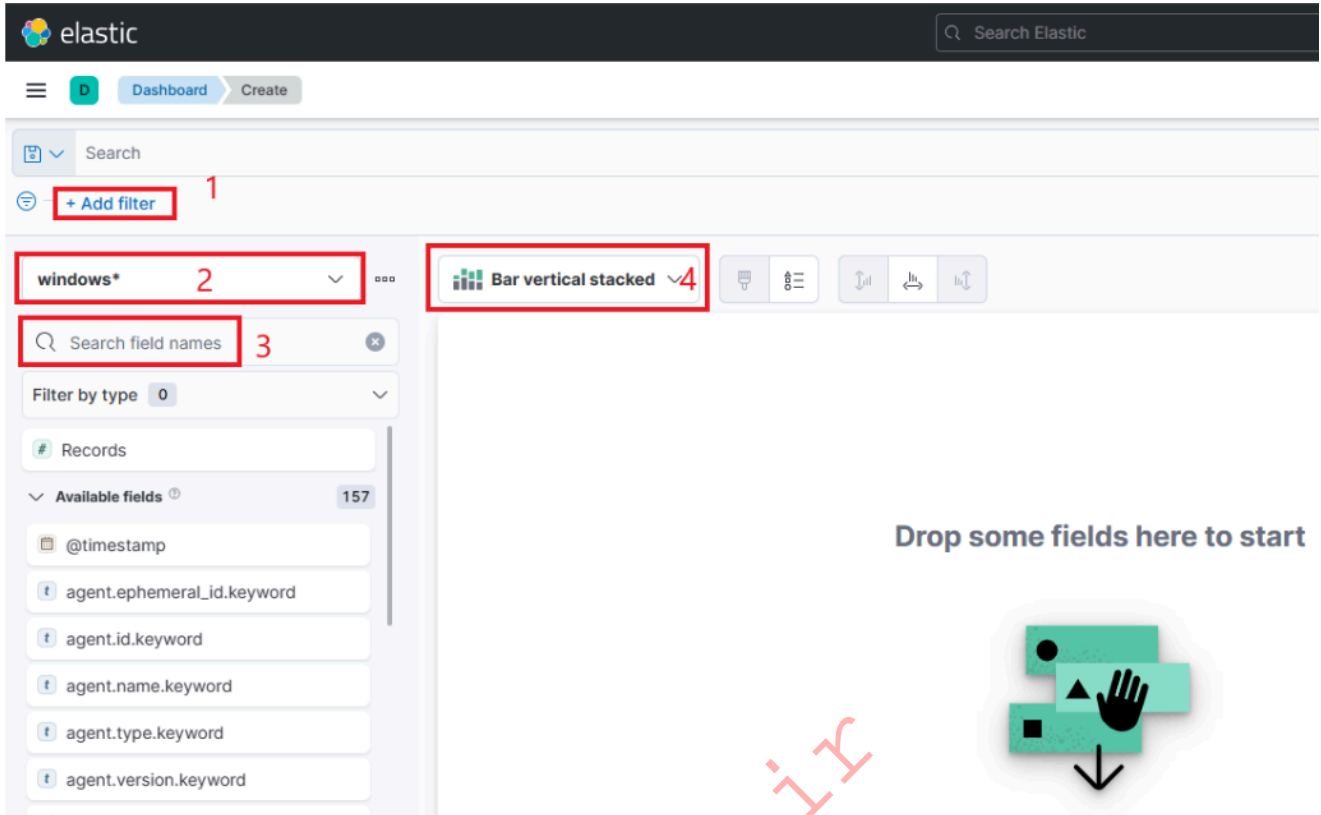 elastic
Search Elastic
D Dashboard Create
Search
+ Add filter 1
windows* 2
Bar vertical stacked 4
Search field names 3
Filter by type 0
# Records
Available fields ? 157
@timestamp
t agent.ephemeral_id.keyword
t agent.id.keyword
t agent.name.keyword
t agent.type.keyword
t agent.version.keyword
Drop some fields here to start
ir